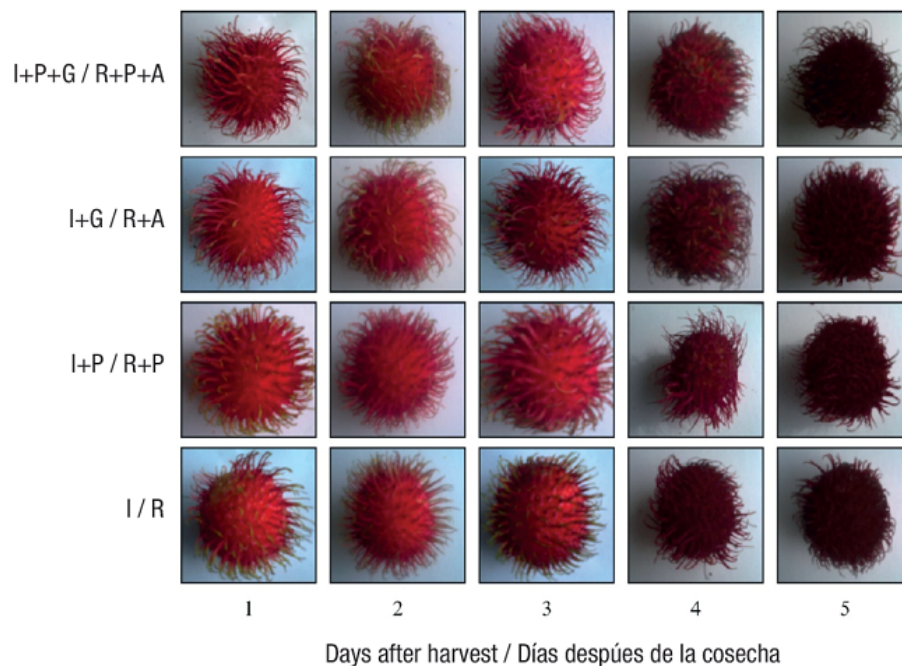 I+P+G / R+P+A
I+G / R+A
I+P / R+P
I / R
1 2 3 4 5
Days after harvest / Días despúes de la cosecha